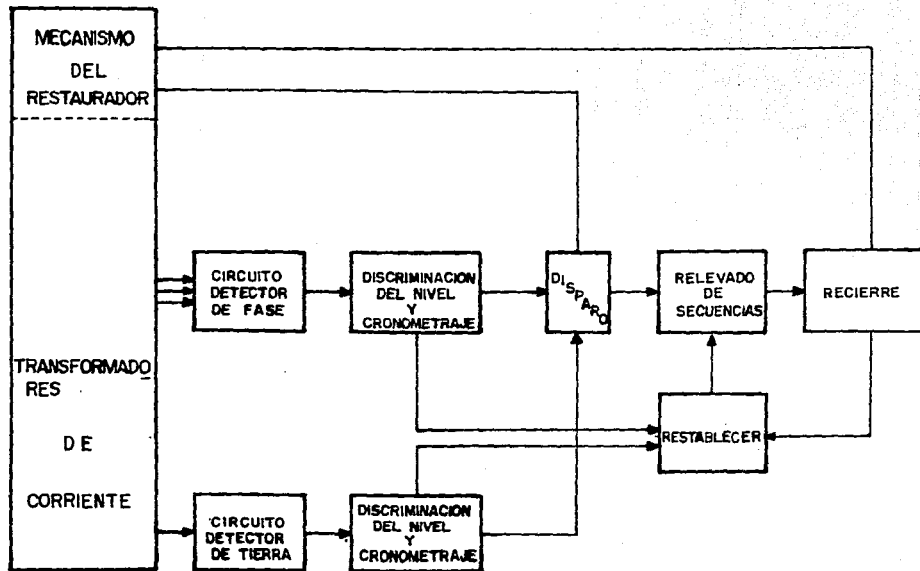 MECANISMO
DEL
RESTAURADOR
CIRCUITO
DETECTOR
DE FASE
DISCRIMINACION
DEL NIVEL
Y
CRONOMETRAJE
DISPARO
RELEVADO
DE
SECUENCIAS
RECIERRE
TRANSFORMADO
RES
DE
CORRIENTE
RESTABLECER
CIRCUITO
DETECTOR
DE TIERRA
DISCRIMINACION
DEL NIVEL
Y
CRONOMETRAJE